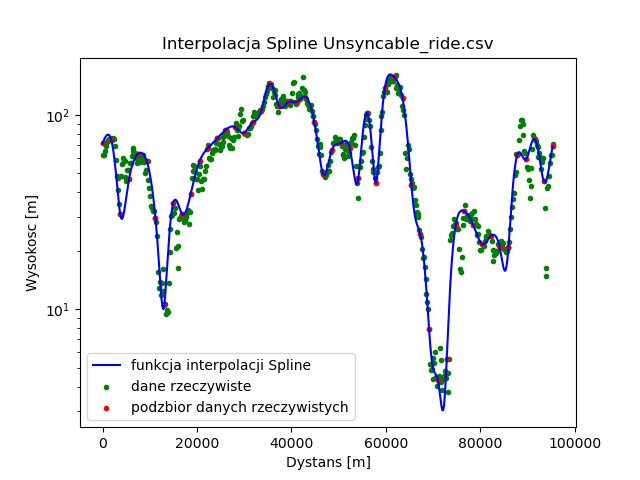 Interpolacja Spline Unsyncable_ride.csv
Wysokosc [m]
10²
10¹
funkcja interpolacji Spline
dane rzeczywiste
podzbior danych rzeczywistych
0 20000 40000 60000 80000 100000
Dystans [m]